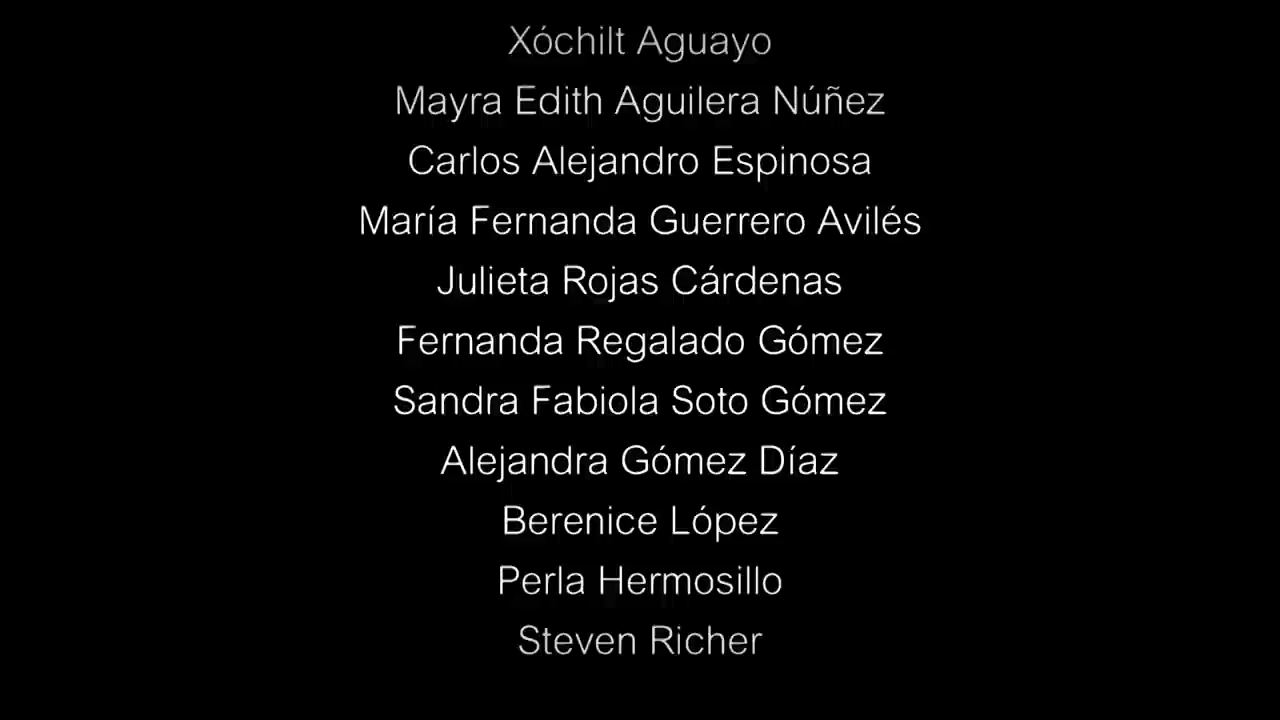 Xóchilt Aguayo
Mayra Edith Aguilera Núñez
Carlos Alejandro Espinosa
María Fernanda Guerrero Avilés
Julieta Rojas Cárdenas
Fernanda Regalado Gómez
Sandra Fabiola Soto Gómez
Alejandra Gómez Díaz
Berenice López
Perla Hermosillo
Steven Richer